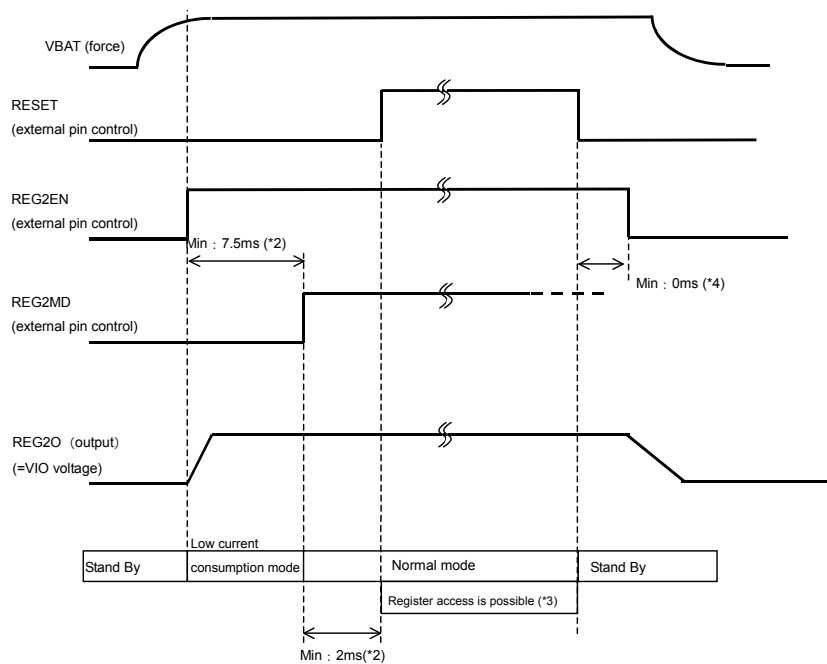 VBAT (force)
RESET
(external pin control)
REG2EN
(external pin control)
Min : 7.5ms (*2)
Min : 0ms (*4)
REG2MD
(external pin control)
REG2O (output)
(=VIO voltage)
Stand By
Low current
consumption mode
Normal mode
Stand By
Register access is possible (*3)
Min : 2ms(*2)